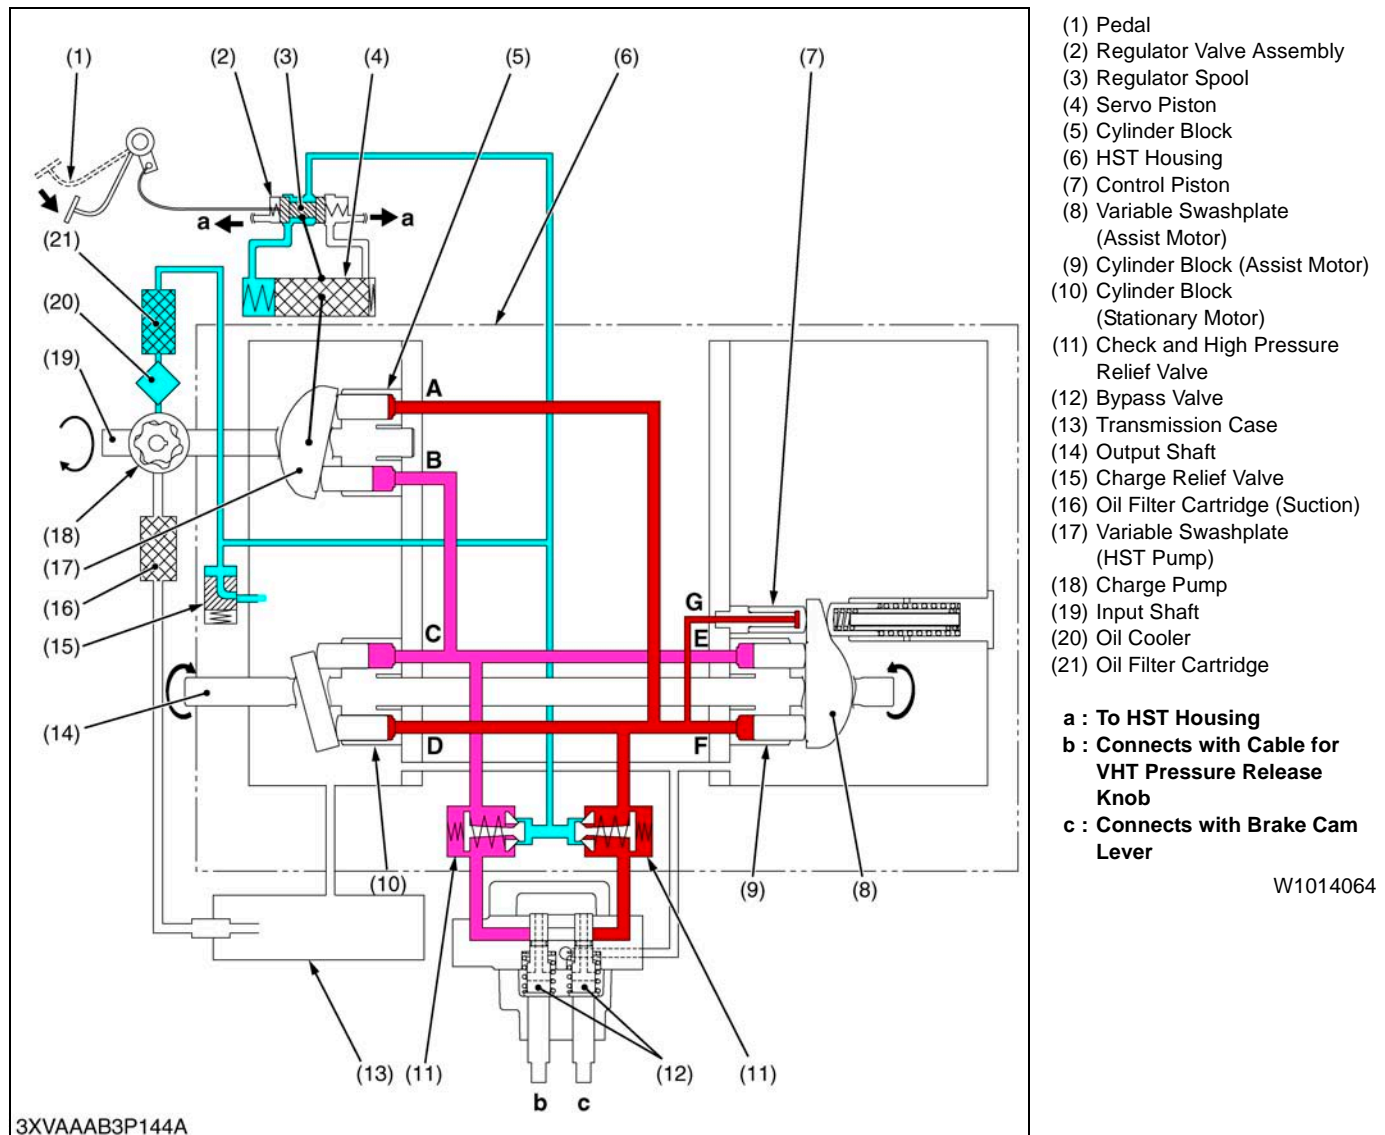 (1) (2) (3) (4) (5) (6) (7)
a a
(21)
(20)
(19)
A
B
(18)
(17)
(16)
(15)
G
C E
(14)
D F
(10) (9) (8)
(13) (11) (12) (11)
b c
3XVAAAB3P144A
(1) Pedal
(2) Regulator Valve Assembly
(3) Regulator Spool
(4) Servo Piston
(5) Cylinder Block
(6) HST Housing
(7) Control Piston
(8) Variable Swashplate
(Assist Motor)
(9) Cylinder Block (Assist Motor)
(10) Cylinder Block
(Stationary Motor)
(11) Check and High Pressure
Relief Valve
(12) Bypass Valve
(13) Transmission Case
(14) Output Shaft
(15) Charge Relief Valve
(16) Oil Filter Cartridge (Suction)
(17) Variable Swashplate
(HST Pump)
(18) Charge Pump
(19) Input Shaft
(20) Oil Cooler
(21) Oil Filter Cartridge
a : To HST Housing
b : Connects with Cable for
VHT Pressure Release
Knob
c : Connects with Brake Cam
Lever
W1014064